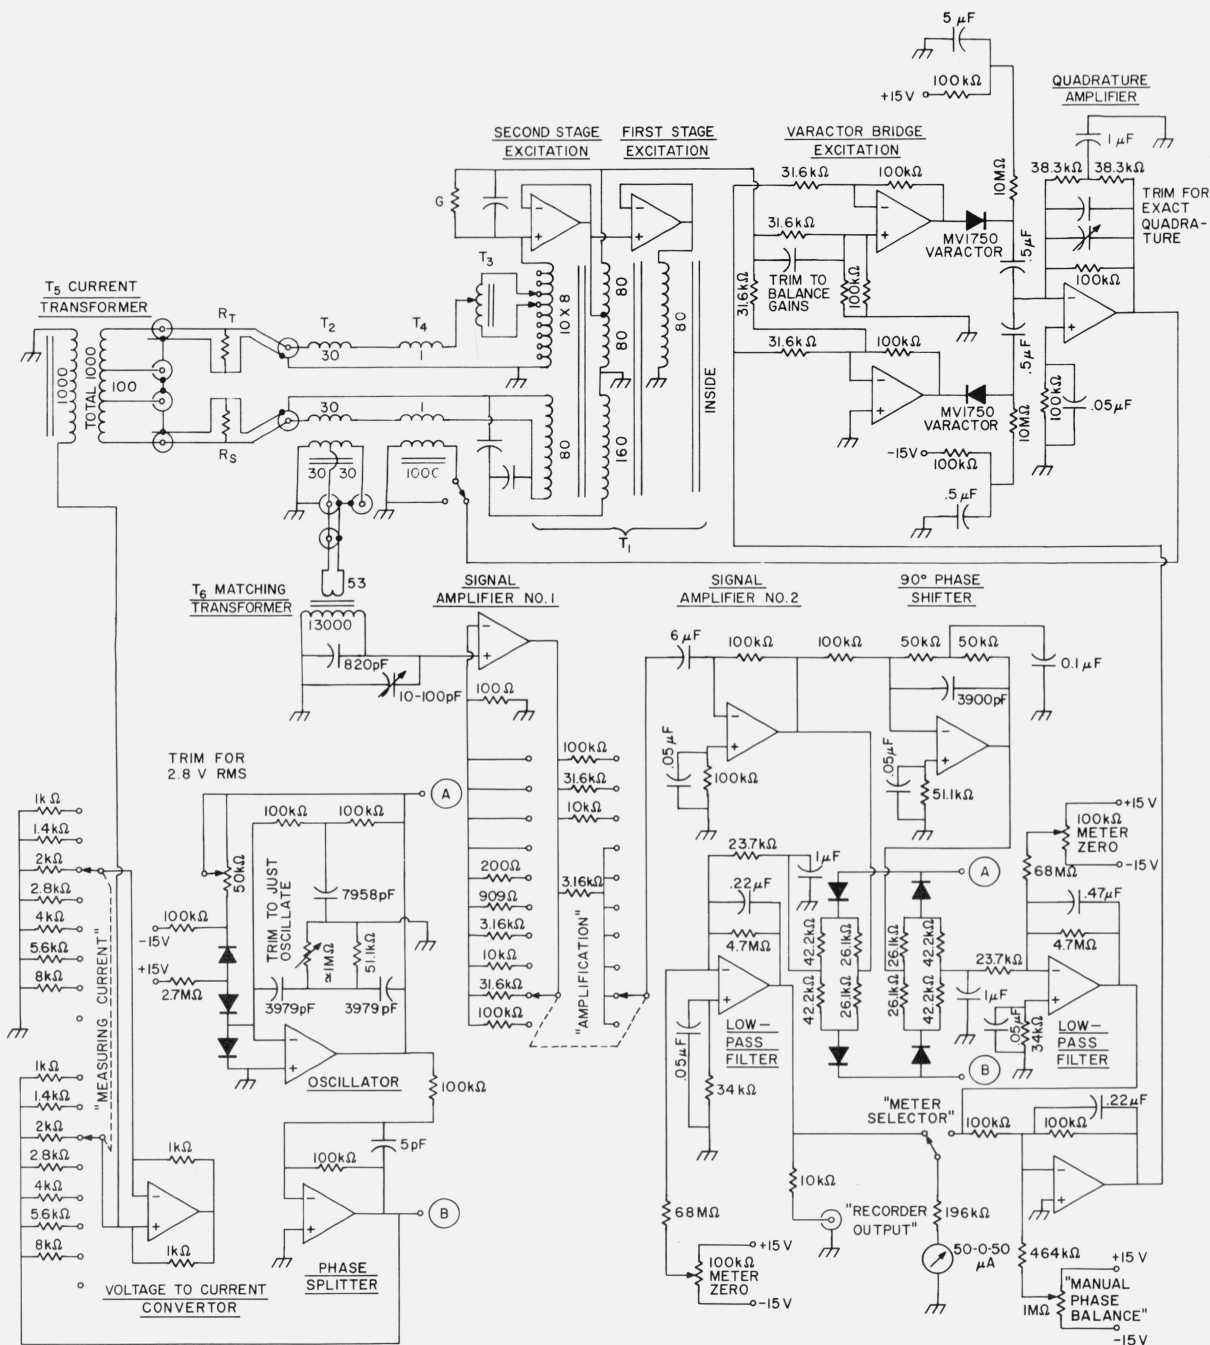 5 µF
100kΩ
+15V
QUADRATURE
AMPLIFIER
1 µF
38.3kΩ
38.3kΩ
TRIM FOR
EXACT
QUADRA-
TURE
100kΩ
10MΩ
.5µF
.5µF
10MΩ
100kΩ
.05µF
SECOND STAGE
EXCITATION
FIRST STAGE
EXCITATION
VARACTOR BRIDGE
EXCITATION
31.6kΩ
100kΩ
31.6kΩ
MV1750
VARACTOR
TRIM TO
BALANCE
GAINS
100kΩ
31.6kΩ
31.6kΩ
100kΩ
MV1750
VARACTOR
-15V
100kΩ
.5µF
G
-
+
-
+
-
+
-
+
-
+
T3
10 X 8
80
80
80
80
160
INSIDE
T1
T5 CURRENT
TRANSFORMER
1000
TOTAL 1000
100
RT
RS
T2
30
T4
1
30
1
30 30
100C
53
T6 MATCHING
TRANSFORMER
13000
820pF
10-100pF
SIGNAL
AMPLIFIER NO.1
-
+
100Ω
200Ω
909Ω
3.16kΩ
10kΩ
31.6kΩ
100kΩ
100kΩ
31.6kΩ
10kΩ
3.16kΩ
"AMPLIFICATION"
SIGNAL
AMPLIFIER NO.2
6µF
100kΩ
100kΩ
-
+
.05µF
100kΩ
90° PHASE
SHIFTER
50kΩ
50kΩ
0.1µF
3900pF
-
+
.05µF
51.1kΩ
TRIM FOR
2.8 V RMS
A
100kΩ
100kΩ
50kΩ
TRIM TO JUST
OSCILLATE
7958pF
≈1MΩ
51.1kΩ
3979pF
3979pF
100kΩ
-15V
+15V
2.7MΩ
-
+
OSCILLATOR
100kΩ
5pF
100kΩ
-
+
B
PHASE
SPLITTER
1kΩ
1.4kΩ
2kΩ
2.8kΩ
4kΩ
5.6kΩ
8kΩ
"MEASURING CURRENT"
1kΩ
1.4kΩ
2kΩ
2.8kΩ
4kΩ
5.6kΩ
8kΩ
1kΩ
-
+
1kΩ
VOLTAGE TO CURRENT
CONVERTOR
23.7kΩ
1µF
.22µF
4.7MΩ
-
+
LOW-
PASS
FILTER
.05µF
34kΩ
42.2kΩ
26.1kΩ
26.1kΩ
42.2kΩ
42.2kΩ
26.1kΩ
26.1kΩ
42.2kΩ
A
B
+15V
100kΩ
METER
ZERO
-15V
68MΩ
.47µF
4.7MΩ
23.7kΩ
1µF
-
+
.05µF
34kΩ
LOW-
PASS
FILTER
"METER
SELECTOR"
100kΩ
100kΩ
.22µF
-
+
10kΩ
"RECORDER
OUTPUT"
196kΩ
50-0-50
µA
68MΩ
+15V
100kΩ
METER
ZERO
-15V
464kΩ
+15V
1MΩ
"MANUAL
PHASE
BALANCE"
-15V